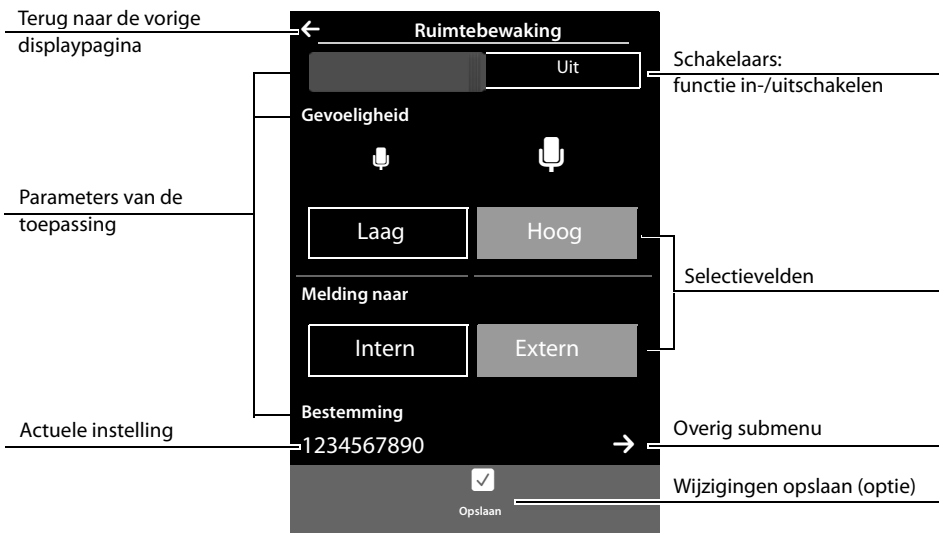 Terug naar de vorige
displaypagina
Parameters van de
toepassing
Actuele instelling
Ruimtebewaking
Uit
Gevoeligheid
Laag
Hoog
Melding naar
Intern
Extern
Bestemming
1234567890
Opslaan
Schakelaars:
functie in-/uitschakelen
Selectievelden
Overig submenu
Wijzigingen opslaan (optie)